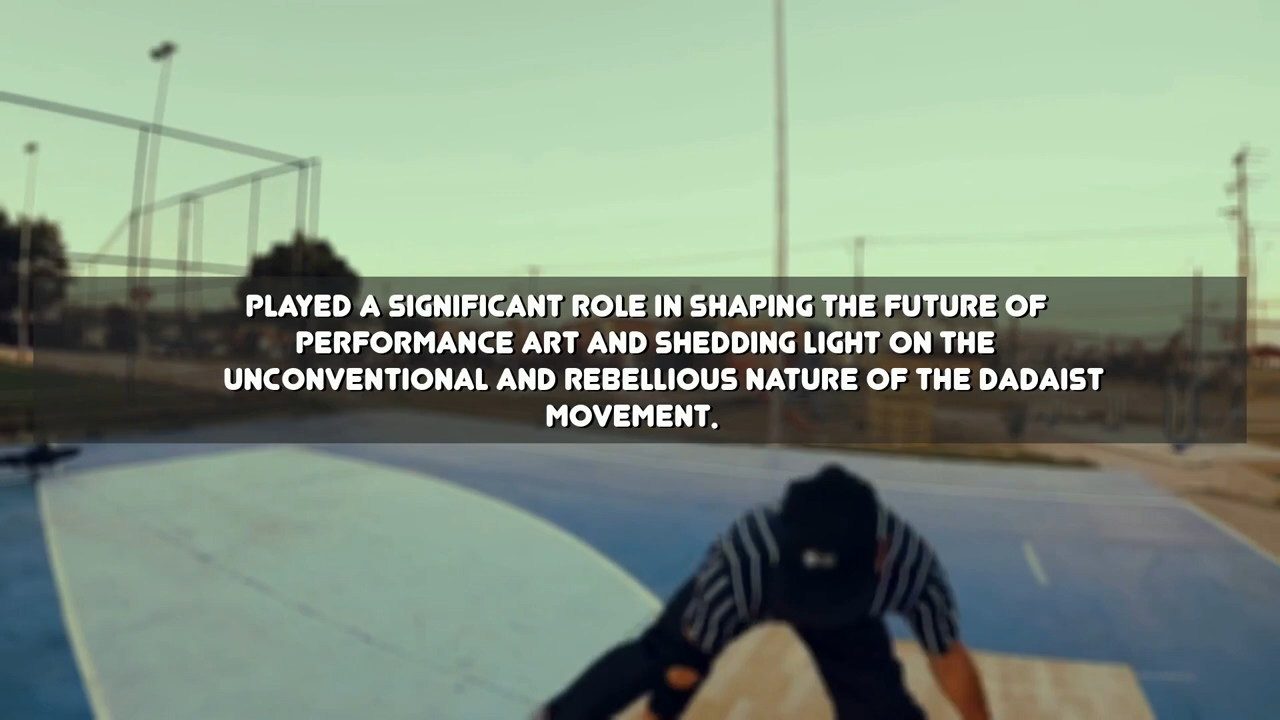 PLAYED A SIGNIFICANT ROLE IN SHAPING THE FUTURE OF
PERFORMANCE ART AND SHEDDING LIGHT ON THE
UNCONVENTIONAL AND REBELLIOUS NATURE OF THE DADAIST
MOVEMENT.